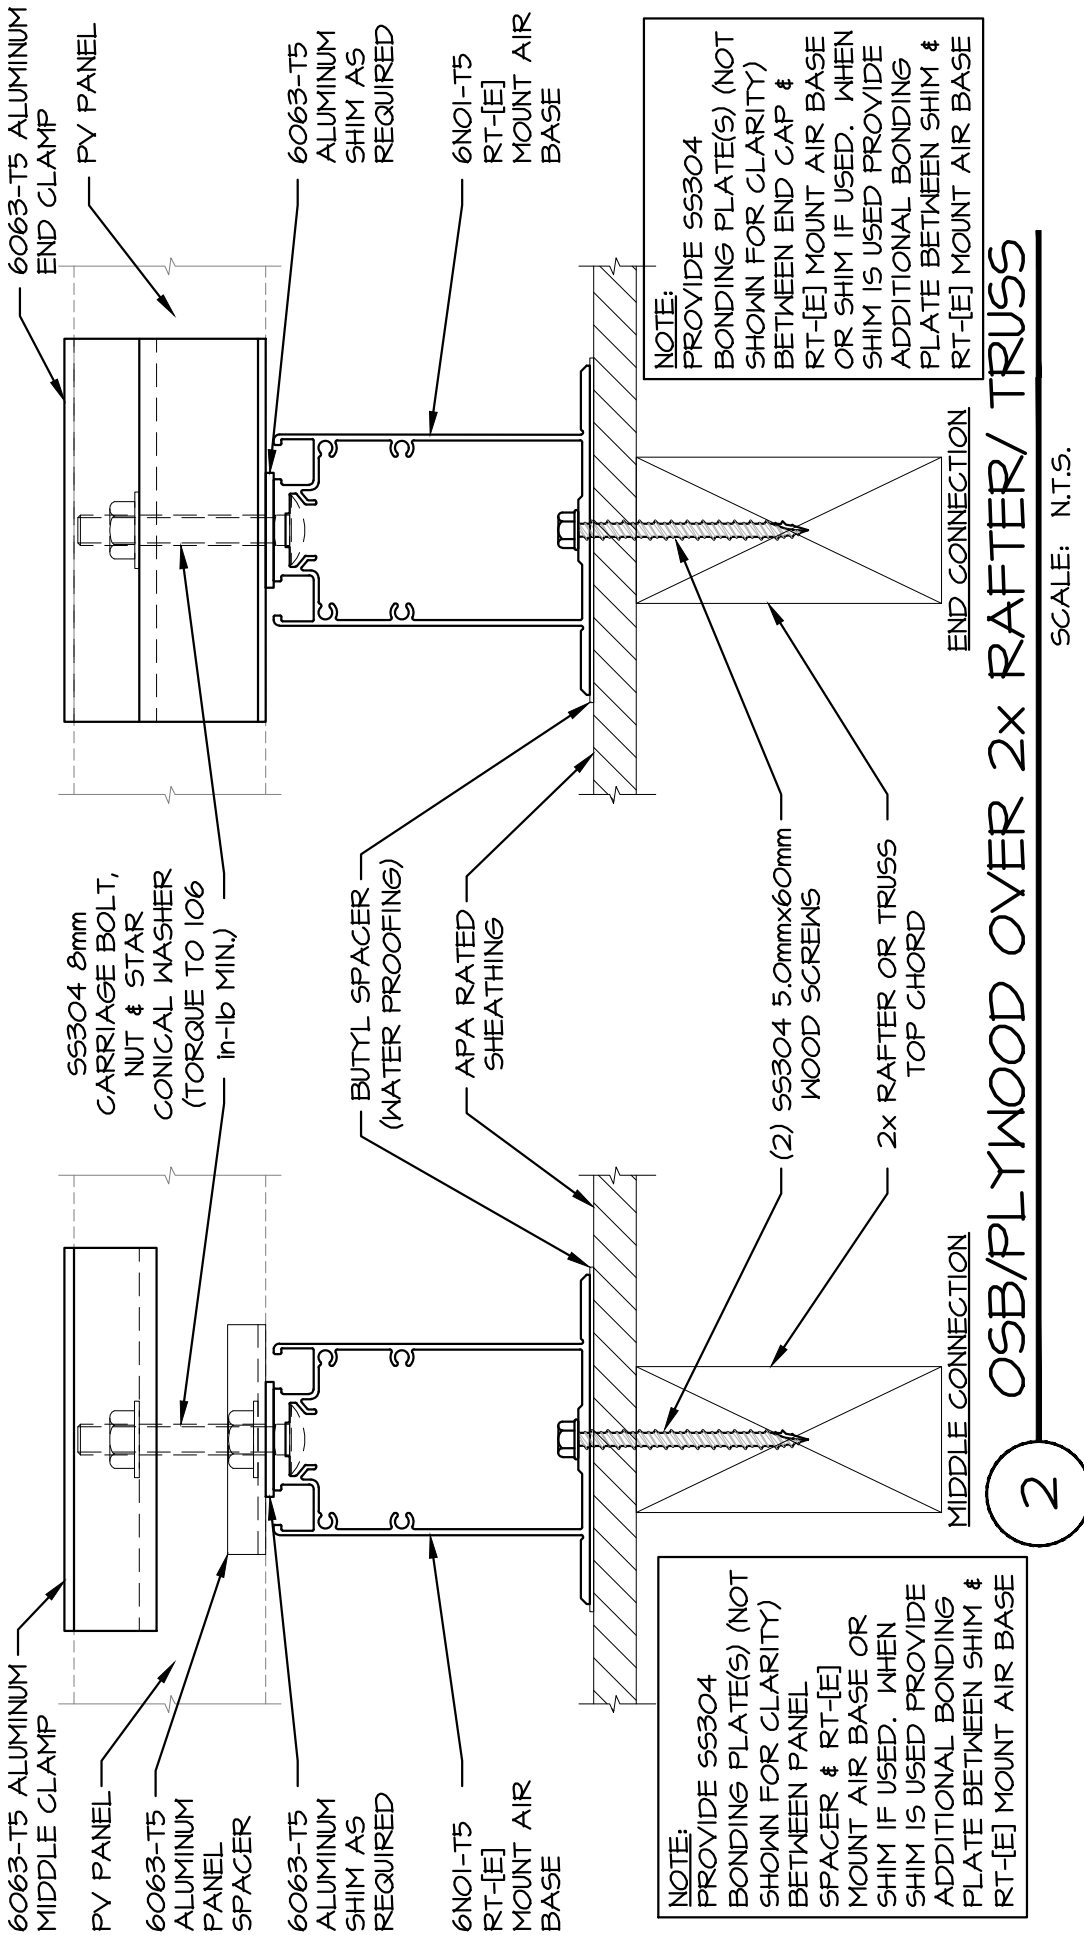 6063-T5 ALUMINUM
MIDDLE CLAMP
PV PANEL
6063-T5
ALUMINUM
PANEL
SPACER
6063-T5
ALUMINUM
SHIM AS
REQUIRED
6N01-T5
RT-[E]
MOUNT AIR
BASE
NOTE:
PROVIDE SS304
BONDING PLATE(S) (NOT
SHOWN FOR CLARITY)
BETWEEN PANEL
SPACER & RT-[E]
MOUNT AIR BASE OR
SHIM IF USED.  WHEN
SHIM IS USED PROVIDE
ADDITIONAL BONDING
PLATE BETWEEN SHIM &
RT-[E] MOUNT AIR BASE
SS304 8mm
CARRIAGE BOLT,
NUT & STAR
CONICAL WASHER
(TORQUE TO 106
in-lb MIN.)
BUTYL SPACER
(WATER PROOFING)
APA RATED
SHEATHING
(2) SS304 5.0mmx60mm
WOOD SCREWS
2x RAFTER OR TRUSS
TOP CHORD
MIDDLE CONNECTION
6063-T5 ALUMINUM
END CLAMP
PV PANEL
6063-T5
ALUMINUM
SHIM AS
REQUIRED
6N01-T5
RT-[E]
MOUNT AIR
BASE
NOTE:
PROVIDE SS304
BONDING PLATE(S) (NOT
SHOWN FOR CLARITY)
BETWEEN END CAP &
RT-[E] MOUNT AIR BASE
OR SHIM IF USED.  WHEN
SHIM IS USED PROVIDE
ADDITIONAL BONDING
PLATE BETWEEN SHIM &
RT-[E] MOUNT AIR BASE
END CONNECTION
2
OSB/PLYWOOD OVER 2x RAFTER/ TRUSS
SCALE:  N.T.S.